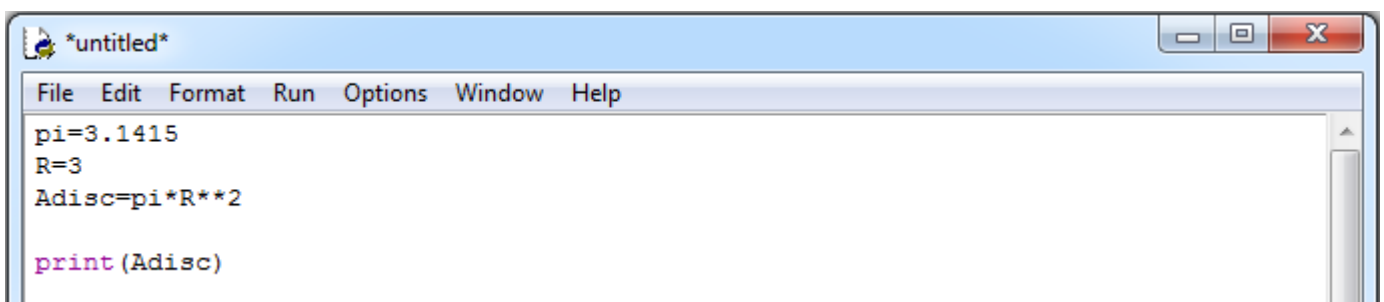 *untitled*
File Edit Format Run Options Window Help
pi=3.1415
R=3
Adisc=pi*R**2
print(Adisc)